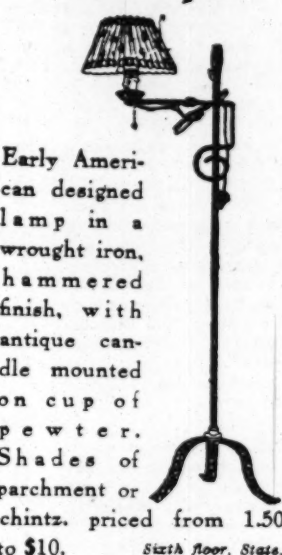 Early Ameri-
can designed
lamp in a
wrought iron,
hammered
finish, with
antique can-
dle mounted
on cup of
pewter.
Shades of
parchment or
chintz. priced from 1.50
to $10.
Sixth floor, State.